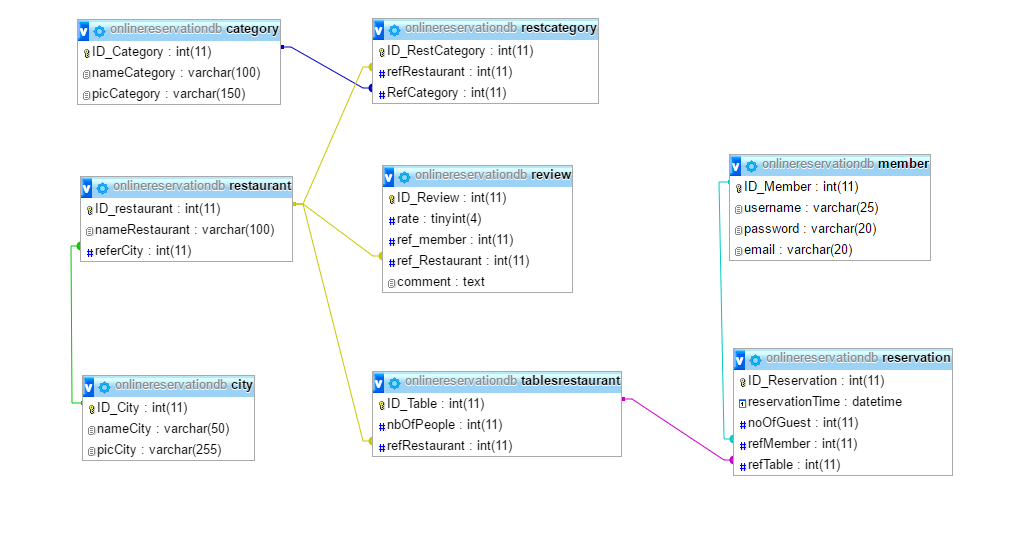 onlinereservationdb category
ID_Category : int(11)
nameCategory : varchar(100)
picCategory : varchar(150)
onlinereservationdb restcategory
ID_RestCategory : int(11)
refRestaurant : int(11)
RefCategory : int(11)
onlinereservationdb restaurant
ID_restaurant : int(11)
nameRestaurant : varchar(100)
referCity : int(11)
onlinereservationdb review
ID_Review : int(11)
rate : tinyint(4)
ref_member : int(11)
ref_Restaurant : int(11)
comment : text
onlinereservationdb member
ID_Member : int(11)
username : varchar(25)
password : varchar(20)
email : varchar(20)
onlinereservationdb city
ID_City : int(11)
nameCity : varchar(50)
picCity : varchar(255)
onlinereservationdb tablesrestaurant
ID_Table : int(11)
nbOfPeople : int(11)
refRestaurant : int(11)
onlinereservationdb reservation
ID_Reservation : int(11)
reservationTime : datetime
noOfGuest : int(11)
refMember : int(11)
refTable : int(11)